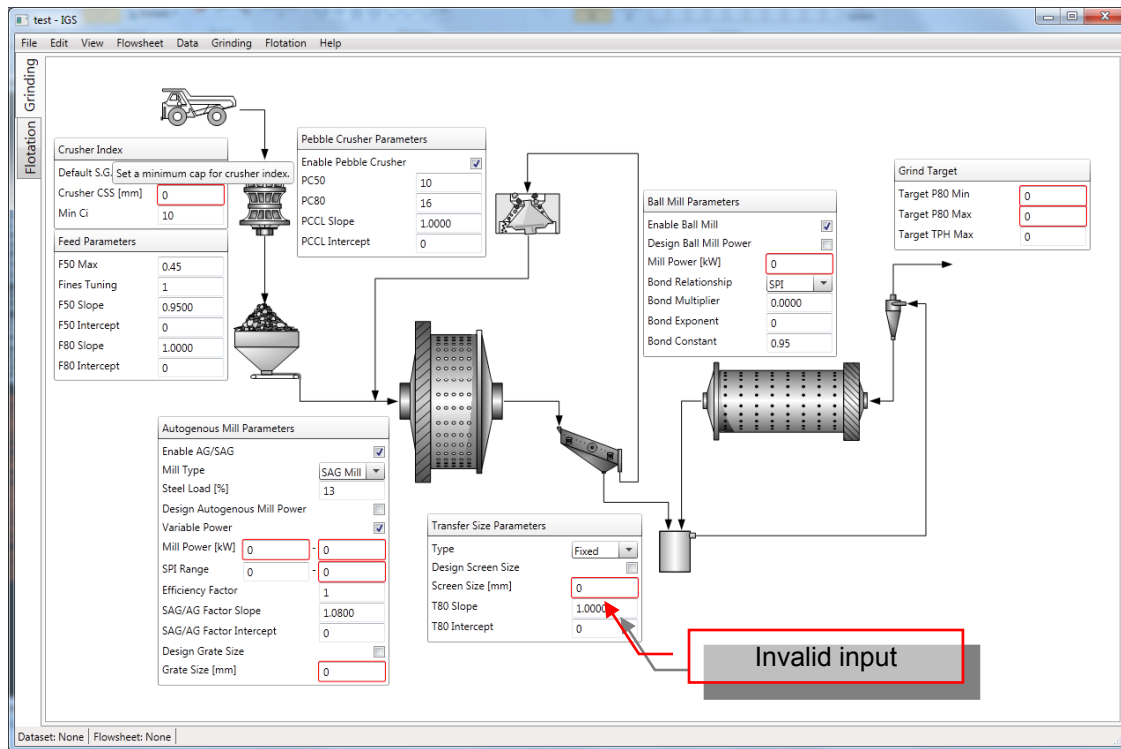 test - IGS
File Edit View Flowsheet Data Grinding Flotation Help
Grinding
Flotation
Crusher Index
Default S.G.
Set a minimum cap for crusher index.
Crusher CSS [mm] 0
Min Ci 10
Feed Parameters
F50 Max 0.45
Fines Tuning 1
F50 Slope 0.9500
F50 Intercept 0
F80 Slope 1.0000
F80 Intercept 0
Pebble Crusher Parameters
Enable Pebble Crusher
PC50 10
PC80 16
PCCL Slope 1.0000
PCCL Intercept 0
Ball Mill Parameters
Enable Ball Mill
Design Ball Mill Power
Mill Power [kW] 0
Bond Relationship SPI
Bond Multiplier 0.0000
Bond Exponent 0
Bond Constant 0.95
Grind Target
Target P80 Min 0
Target P80 Max 0
Target TPH Max 0
Autogenous Mill Parameters
Enable AG/SAG
Mill Type SAG Mill
Steel Load [%] 13
Design Autogenous Mill Power
Variable Power
Mill Power [kW] 0 - 0
SPI Range 0 - 0
Efficiency Factor 1
SAG/AG Factor Slope 1.0800
SAG/AG Factor Intercept 0
Design Grate Size
Grate Size [mm] 0
Transfer Size Parameters
Type Fixed
Design Screen Size
Screen Size [mm] 0
T80 Slope 1.0000
T80 Intercept 0
Invalid input
Dataset: None Flowsheet: None